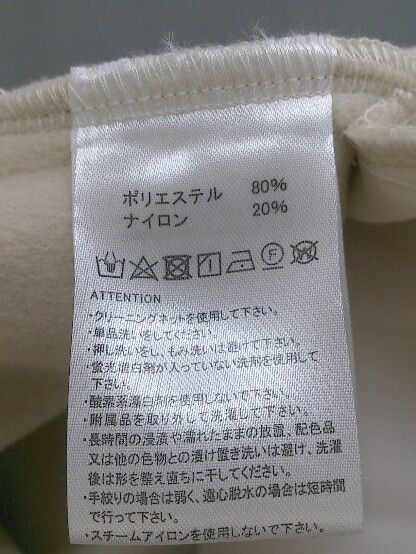 ポリエステル 80%
ナイロン 20%
F W
ATTENTION
・クリーニングネットを使用して下さい。
・単品洗いをしてください。
・押し洗いをし、もみ洗いは避けて下さい。
・蛍光増白剤が入っていない洗剤を使用して
下さい。
・酸素系漂白剤を使用しないで下さい。
・附属品を取り外して洗濯して下さい。
・長時間の浸漬や濡れたままの放置、配色品
又は他の色物との漬け置き洗いは避け、洗濯
後は形を整え直ちに干してください。
・手絞りの場合は弱く、遠心脱水の場合は短時間
で行って下さい。
・スチームアイロンを使用しないで下さい。